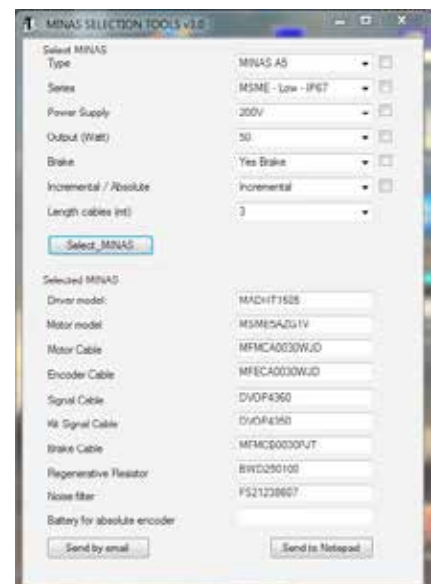 MINAS SELECTION TOOLS v3.0
Select MINAS
Type MINAS A5
Series MSME - Low - IP67
Power Supply 200V
Output (Watt) 50
Brake Yes Brake
Incremental / Absolute Incremental
Length cables (mt) 3
Select_MINAS
Selected MINAS
Driver model:
Motor model MSME5AZG1V
Motor Cable MFMCA0030WJD
Encoder Cable MFECA0030WJD
Signal Cable DVOP4360
Kit Signal Cable DVOP4350
Brake Cable MFMCB0030PJT
Regenerative Resistor BWD250100
Noise filter FS21238607
Battery for absolute encoder
Send by email
Send to Notepad